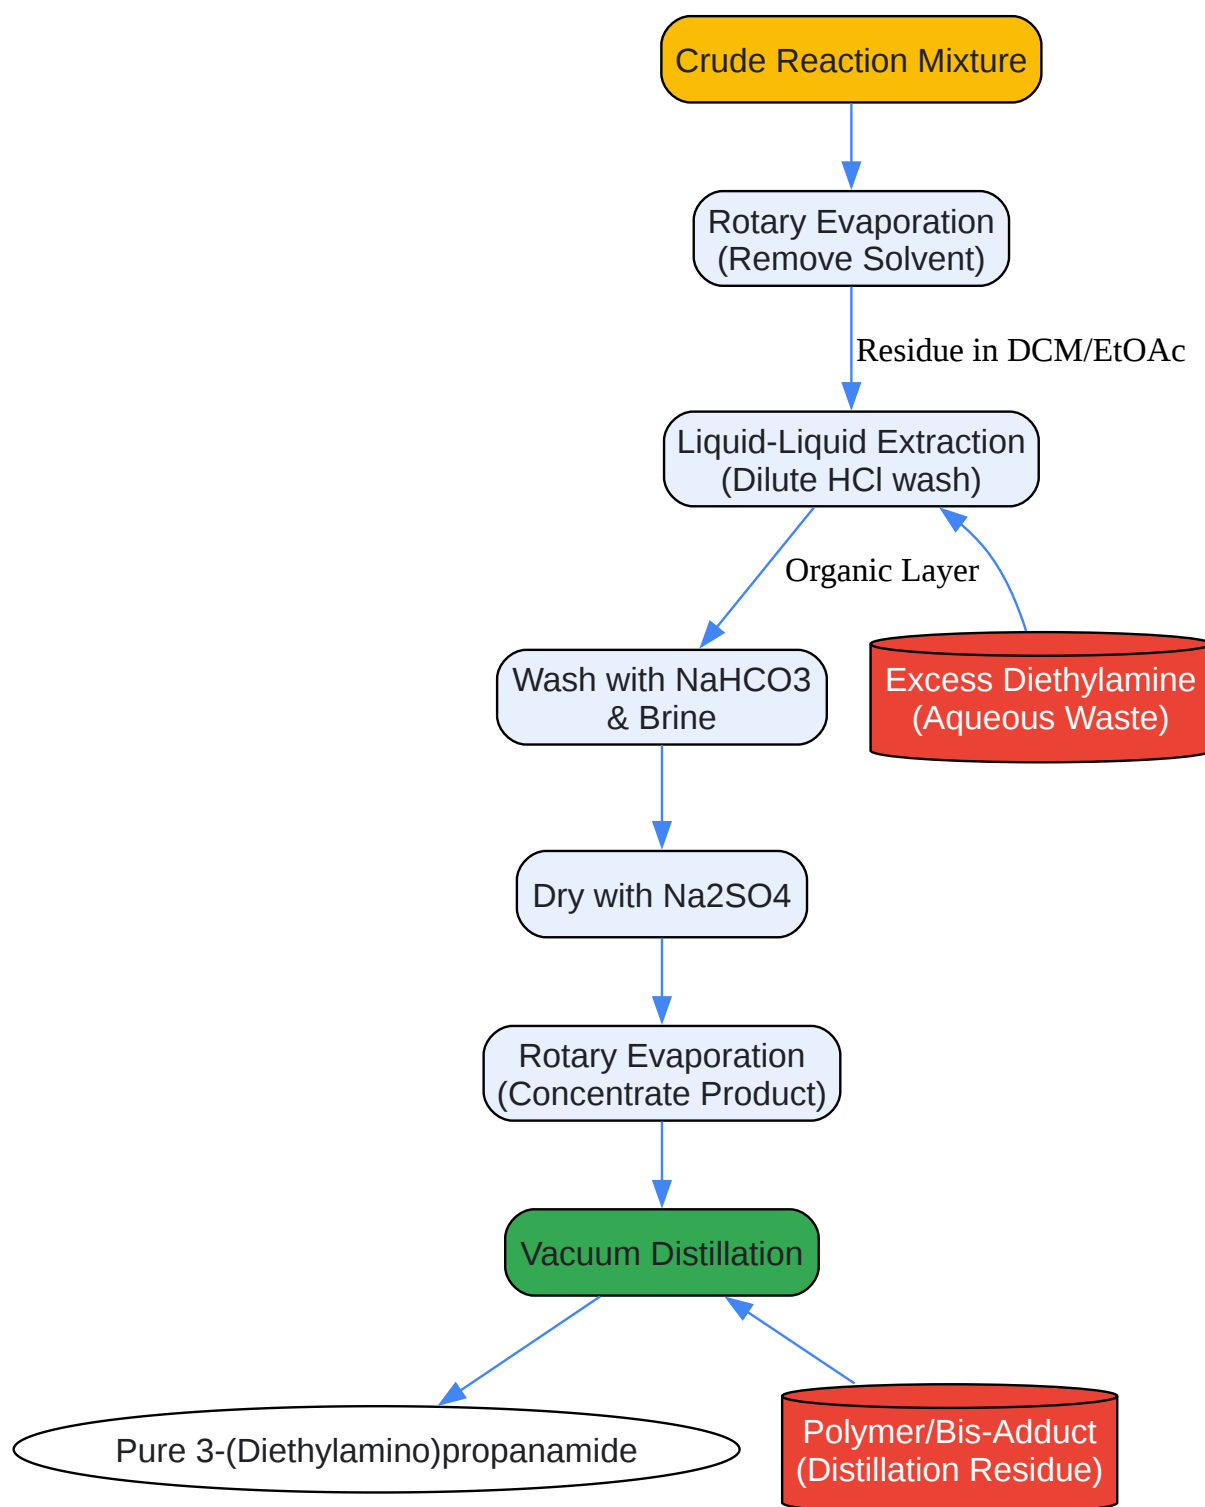 Crude Reaction Mixture
Rotary Evaporation
(Remove Solvent)
Residue in DCM/EtOAc
Liquid-Liquid Extraction
(Dilute HCl wash)
Organic Layer
Wash with NaHCO3
& Brine
Excess Diethylamine
(Aqueous Waste)
Dry with Na2SO4
Rotary Evaporation
(Concentrate Product)
Vacuum Distillation
Pure 3-(Diethylamino)propanamide
Polymer/Bis-Adduct
(Distillation Residue)